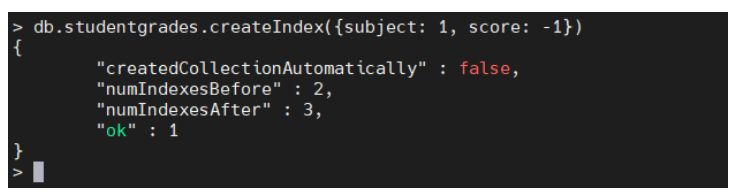 > db.studentgrades.createIndex({subject: 1, score: -1})
{
        "createdCollectionAutomatically" : false,
        "numIndexesBefore" : 2,
        "numIndexesAfter" : 3,
        "ok" : 1
}
>